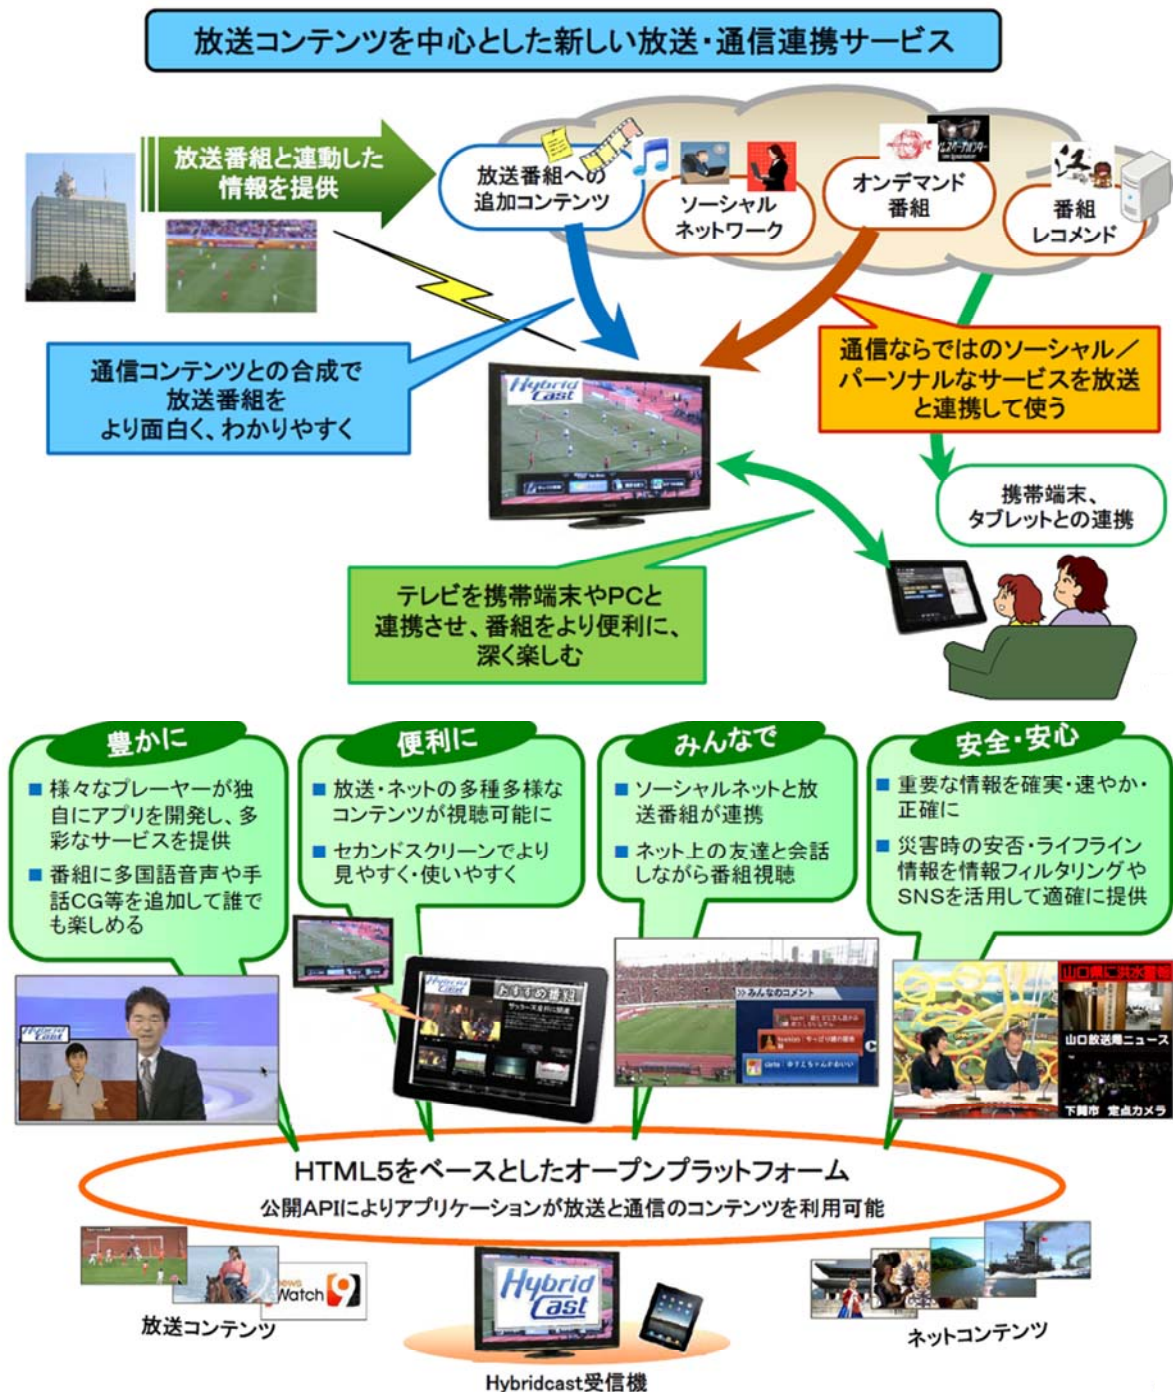 放送コンテンツを中心とした新しい放送・通信連携サービス
放送番組と連動した
情報を提供
放送番組への
追加コンテンツ
ソーシャル
ネットワーク
オンデマンド
番組
番組
レコメンド
通信コンテンツとの合成で
放送番組を
より面白く、わかりやすく
Hybrid
Cast
通信ならではのソーシャル／
パーソナルなサービスを放送
と連携して使う
携帯端末、
タブレットとの連携
テレビを携帯端末やPCと
連携させ、番組をより便利に、
深く楽しむ
豊かに
様々なプレーヤーが独
自にアプリを開発し、多
彩なサービスを提供
番組に多国語音声や手
話CG等を追加して誰で
も楽しめる
便利に
放送・ネットの多種多様な
コンテンツが視聴可能に
セカンドスクリーンでより
見やすく・使いやすく
みんなで
ソーシャルネットと放
送番組が連携
ネット上の友達と会話
しながら番組視聴
安全・安心
重要な情報を確実・速やか・
正確に
災害時の安否・ライフライン
情報を情報フィルタリングや
SNSを活用して適確に提供
Hybrid
Cast
Hybrid
Cast
おすすめ番組
みんなのコメント
山口県に洪水警報
山口放送局ニュース
下関市 定点カメラ
HTML5をベースとしたオープンプラットフォーム
公開APIによりアプリケーションが放送と通信のコンテンツを利用可能
news
Watch 9
放送コンテンツ
Hybrid
Cast
Hybridcast受信機
ネットコンテンツ